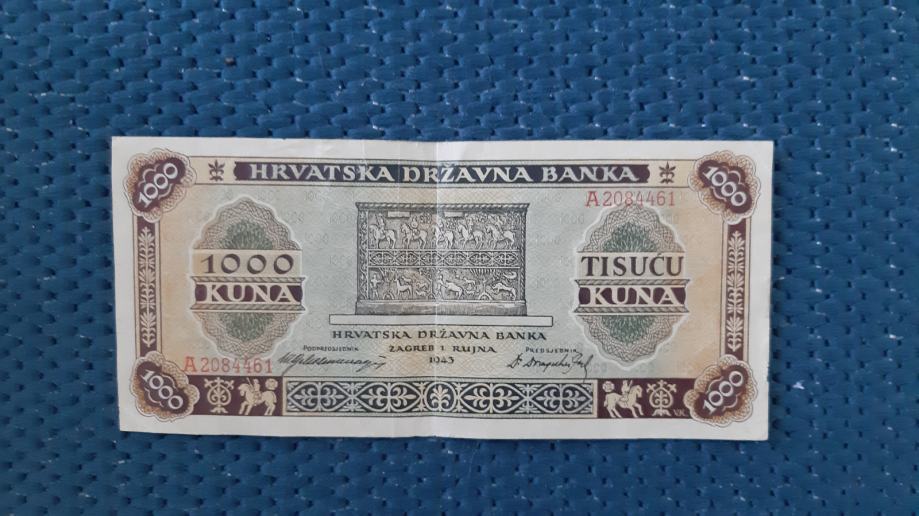 HRVATSKA DRŽAVNA BANKA
1000
1000
A2084461
1000
KUNA
TISUĆU
KUNA
HRVATSKA DRŽAVNA BANKA
PODPREDSJEDNIK
ZAGREB 1. RUJNA
PREDSJEDNIK
1943
A2084461
1000
1000